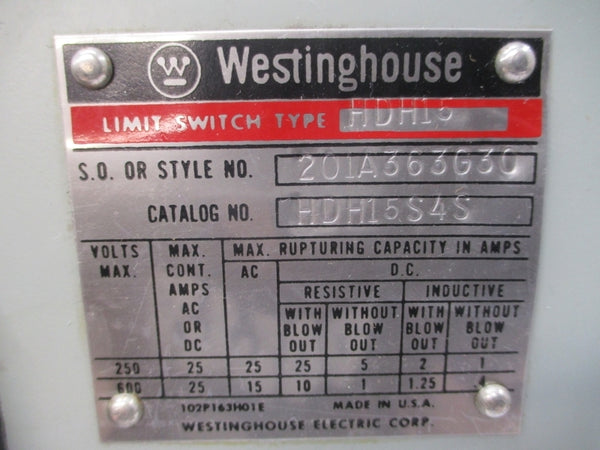 W Westinghouse
LIMIT SWITCH TYPE HDH15
S.O. OR STYLE NO. 201A363G30
CATALOG NO. HDH15S4S
VOLTS MAX. MAX. CONT. AMPS AC OR DC MAX. RUPTURING CAPACITY IN AMPS
AC D.C.
RESISTIVE INDUCTIVE
WITH BLOW OUT WITHOUT BLOW OUT WITH BLOW OUT WITHOUT BLOW OUT
250 25 25 25 5 2 1
600 25 15 10 1 1.25
102P163H01E MADE IN U.S.A.
WESTINGHOUSE ELECTRIC CORP.